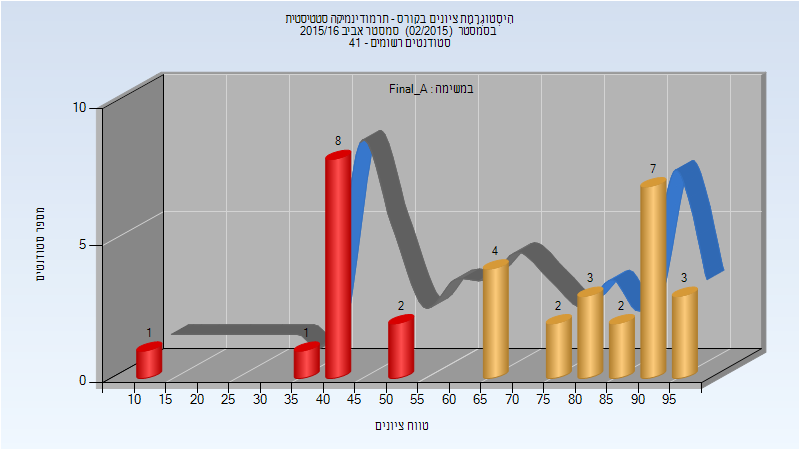 היסטוגרמת ציונים בקורס - תרמודינמיקה סטטיסטית
בסמסטר (02/2015) סמסטר אביב 2015/16
סטודנטים רשומים - 41
במשימה : Final_A
מספר סטודנטים
10
5
0
1
1
8
2
4
2
3
2
7
3
10 15 20 25 30 35 40 45 50 55 60 65 70 75 80 85 90 95
טווח ציונים